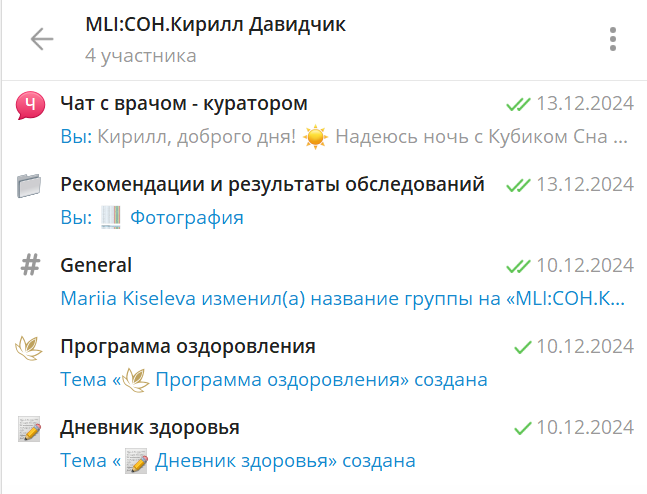 MLI:СОН.Кирилл Давидчик
4 участника
Ч Чат с врачом - куратором 13.12.2024
Вы: Кирилл, доброго дня! ☀️ Надеюсь ночь с Кубиком Сна ...
Рекомендации и результаты обследований 13.12.2024
Вы: Фотография
# General 10.12.2024
Mariia Kiseleva изменил(а) название группы на «MLI:СОН.К...
Программа оздоровления 10.12.2024
Тема « Программа оздоровления» создана
Дневник здоровья 10.12.2024
Тема «📝 Дневник здоровья» создана